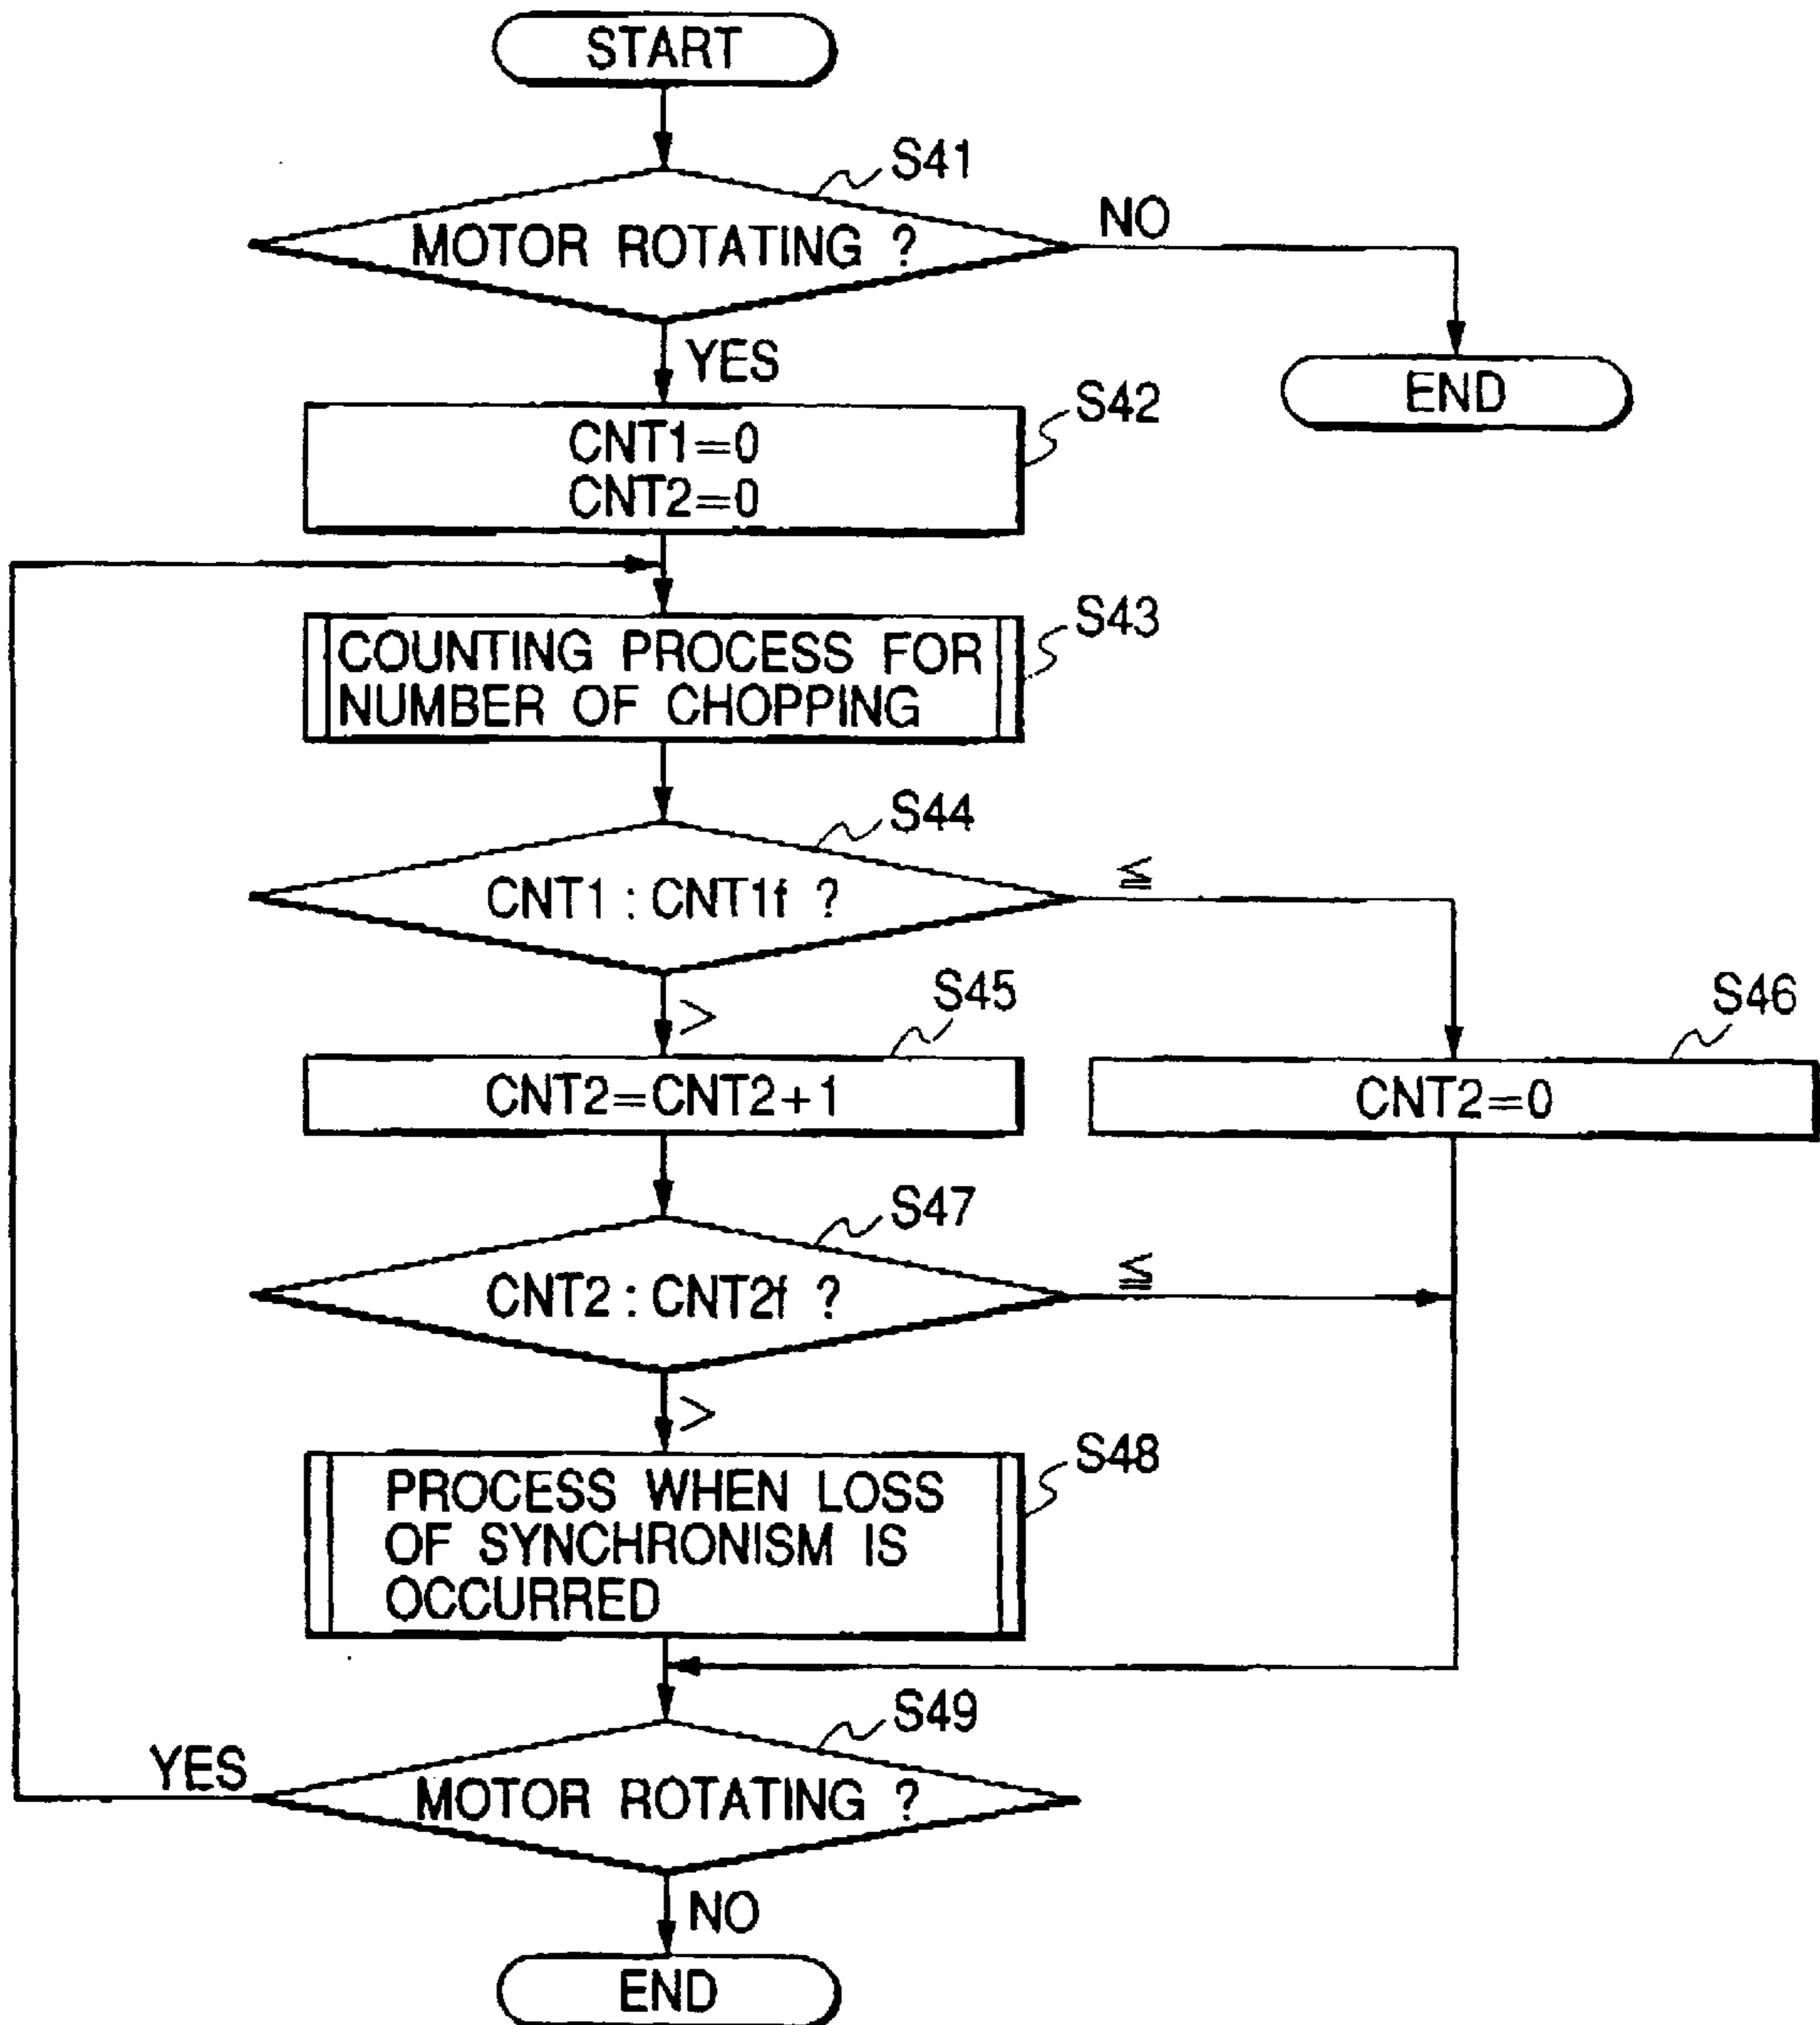 START
S41
MOTOR ROTATING ?
NO
YES
END
S42
CNT1=0
CNT2=0
S43
COUNTING PROCESS FOR
NUMBER OF CHOPPING
S44
CNT1 : CNT1f ?
≦
>
S45
CNT2=CNT2+1
S46
CNT2=0
S47
CNT2 : CNT2f ?
≦
>
S48
PROCESS WHEN LOSS
OF SYNCHRONISM IS
OCCURRED
S49
YES
MOTOR ROTATING ?
NO
END